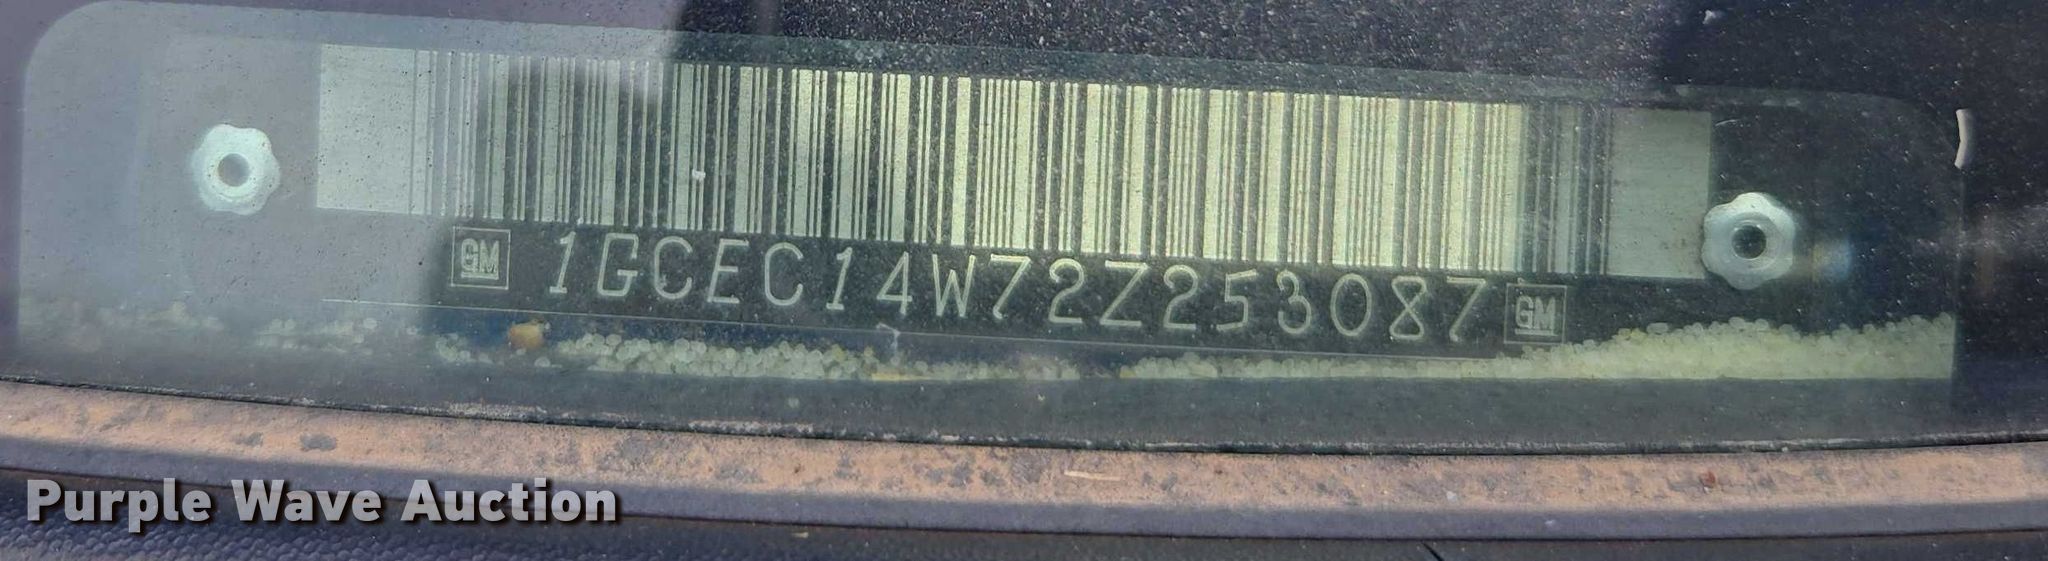 GM 1GCEC14W72Z253087 GM
Purple Wave Auction